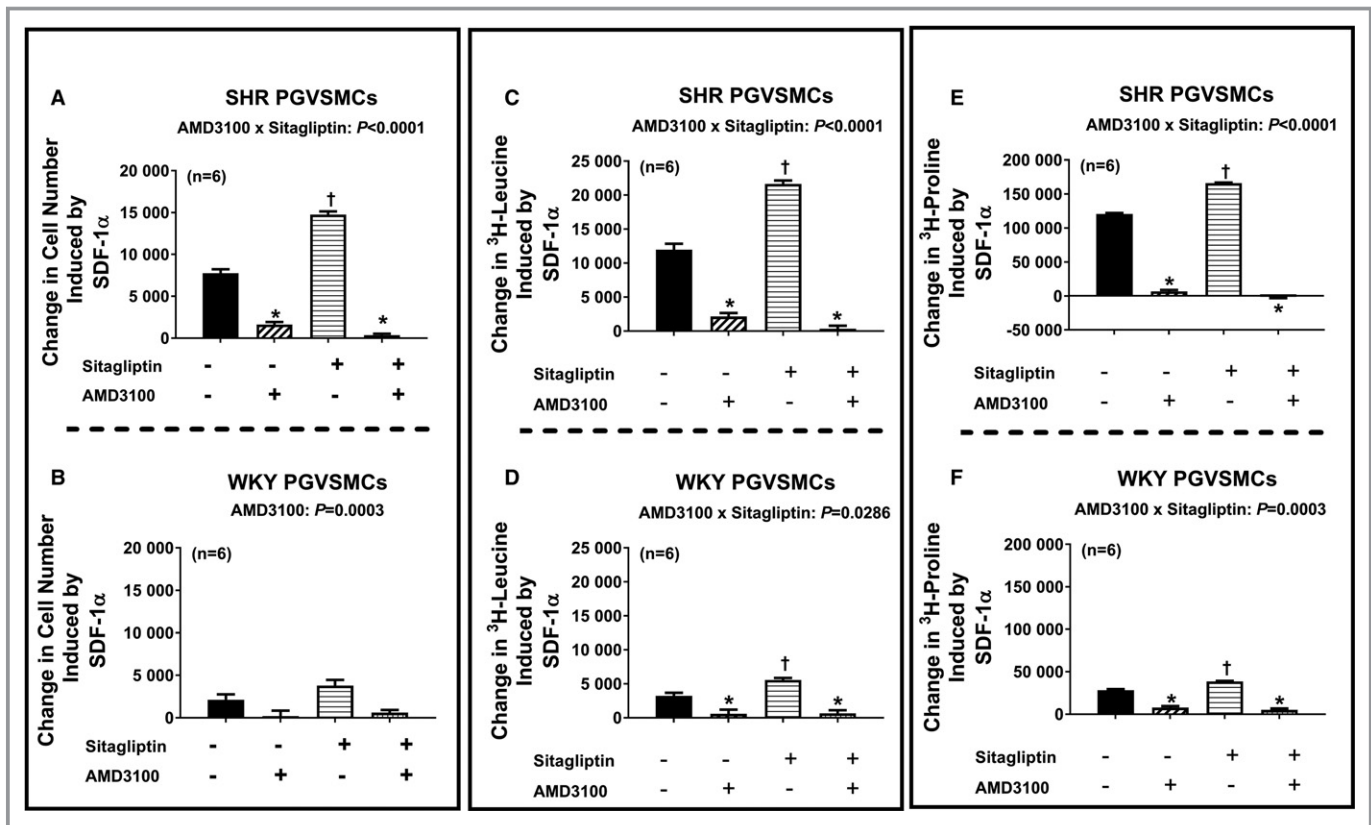 A
SHR PGVSMCs
AMD3100 x Sitagliptin: P<0.0001
Change in Cell Number
Induced by
SDF-1α
20 000
15 000
10 000
5 000
0
(n=6)
*
†
*
Sitagliptin - - + +
AMD3100 - + - +
B
WKY PGVSMCs
AMD3100: P=0.0003
Change in Cell Number
Induced by
SDF-1α
20 000
15 000
10 000
5 000
0
(n=6)
Sitagliptin - - + +
AMD3100 - + - +
C
SHR PGVSMCs
AMD3100 x Sitagliptin: P<0.0001
Change in ³H-Leucine
Induced by
SDF-1α
25 000
20 000
15 000
10 000
5 000
0
(n=6)
*
†
*
Sitagliptin - - + +
AMD3100 - + - +
D
WKY PGVSMCs
AMD3100 x Sitagliptin: P=0.0286
Change in ³H-Leucine
Induced by
SDF-1α
25 000
20 000
15 000
10 000
5 000
0
(n=6)
*
†
*
Sitagliptin - - + +
AMD3100 - + - +
E
SHR PGVSMCs
AMD3100 x Sitagliptin: P<0.0001
Change in ³H-Proline
Induced by
SDF-1α
200 000
150 000
100 000
50 000
0
-50 000
(n=6)
*
†
*
Sitagliptin - - + +
AMD3100 - + - +
F
WKY PGVSMCs
AMD3100 x Sitagliptin: P=0.0003
Change in ³H-Proline
Induced by
SDF-1α
200 000
150 000
100 000
50 000
0
(n=6)
*
†
*
Sitagliptin - - + +
AMD3100 - + - +